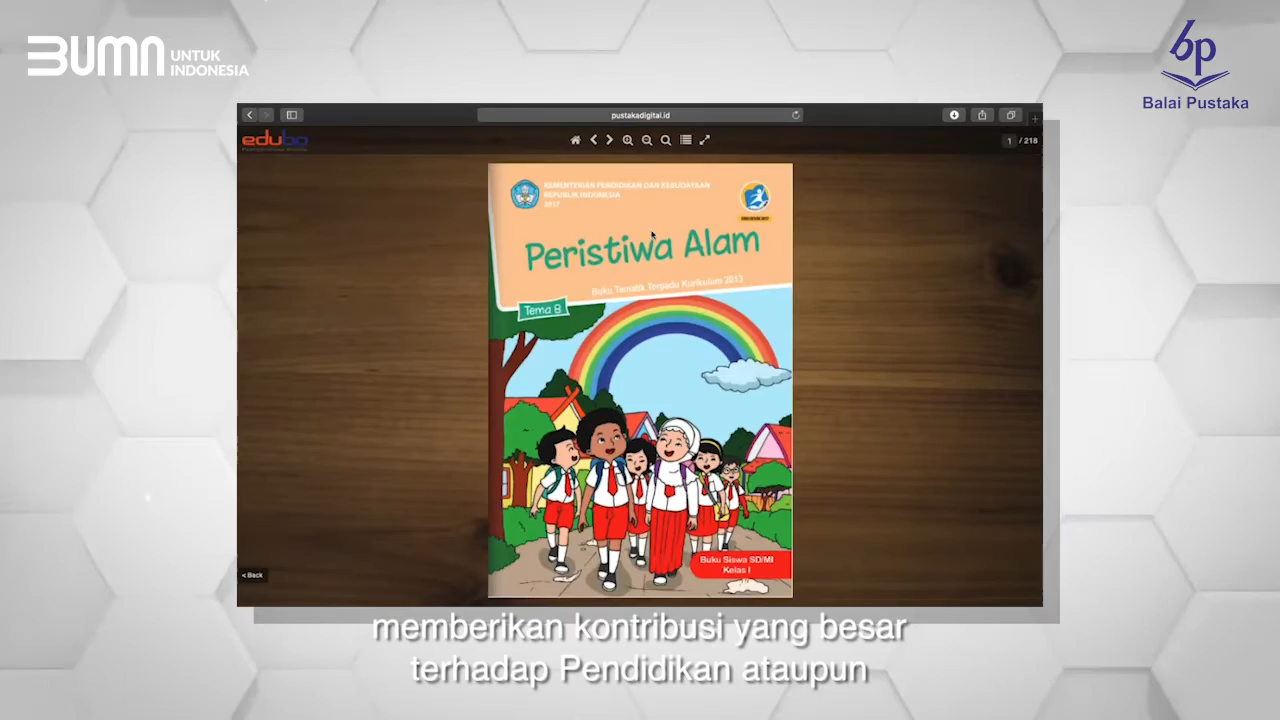 BUMN UNTUK
INDONESIA
bp
Balai Pustaka
pustakadigital.id
edubp
1 / 218
KEMENTERIAN PENDIDIKAN DAN KEBUDAYAAN
REPUBLIK INDONESIA
2017
Peristiwa Alam
Buku Tematik Terpadu Kurikulum 2013
Tema 8
Buku Siswa SD/MI
Kelas I
< Back
memberikan kontribusi yang besar
terhadap Pendidikan ataupun